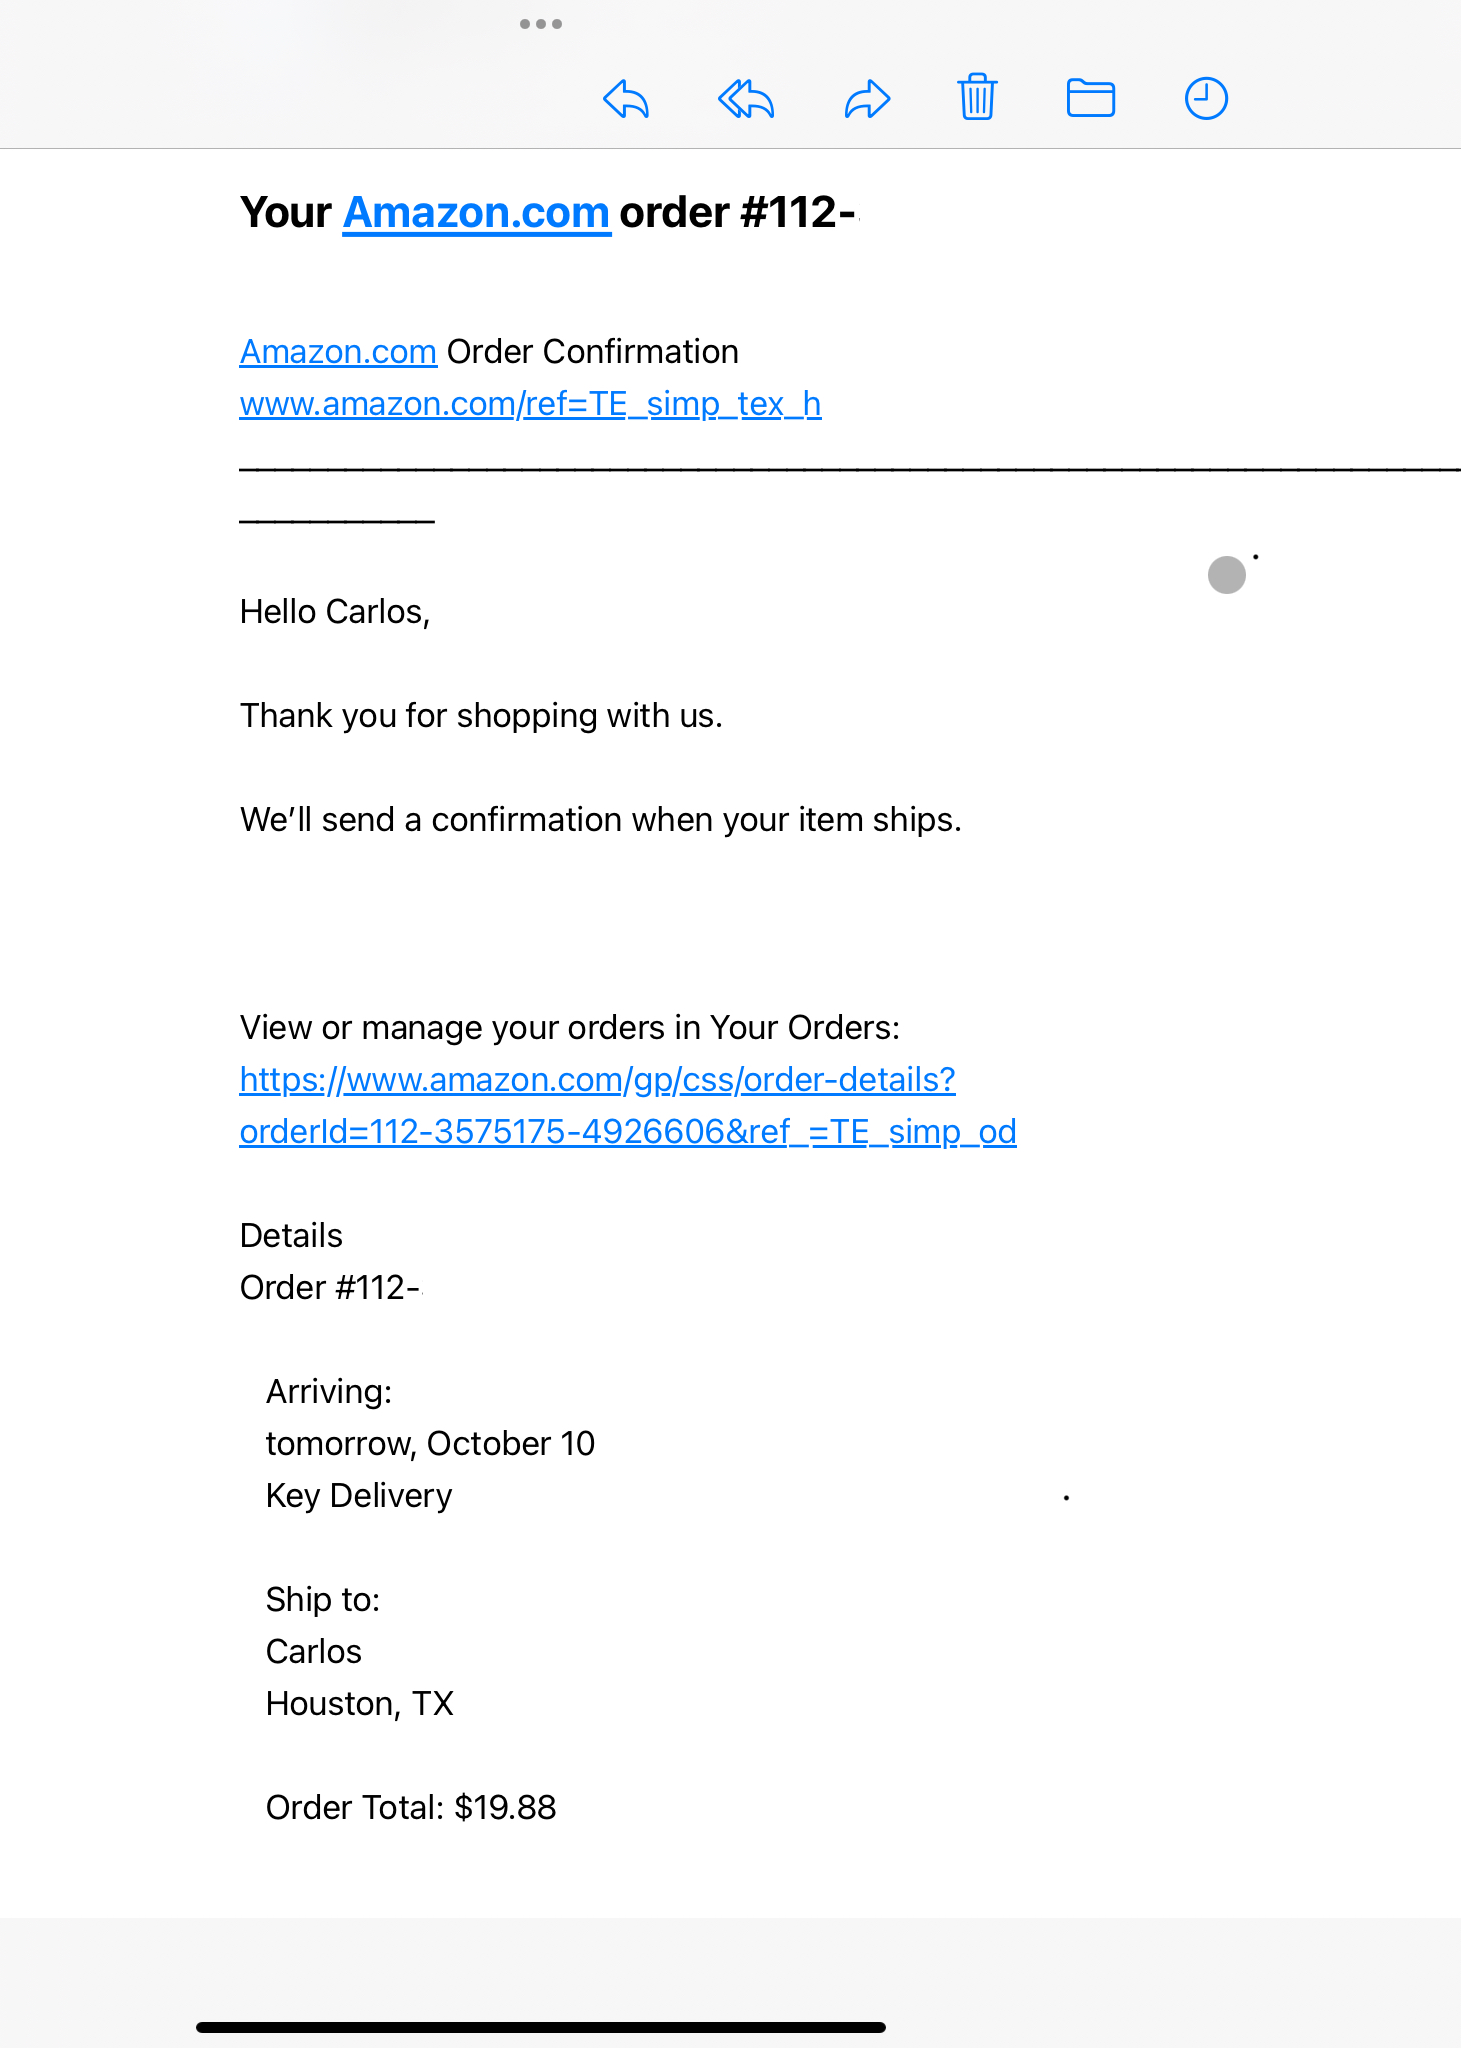 Your Amazon.com order #112-
Amazon.com Order Confirmation
www.amazon.com/ref=TE_simp_tex_h
Hello Carlos,
Thank you for shopping with us.
We’ll send a confirmation when your item ships.
View or manage your orders in Your Orders:
https://www.amazon.com/gp/css/order-details?
orderId=112-3575175-4926606&ref_=TE_simp_od
Details
Order #112-
Arriving:
tomorrow, October 10
Key Delivery
Ship to:
Carlos
Houston, TX
Order Total: $19.88